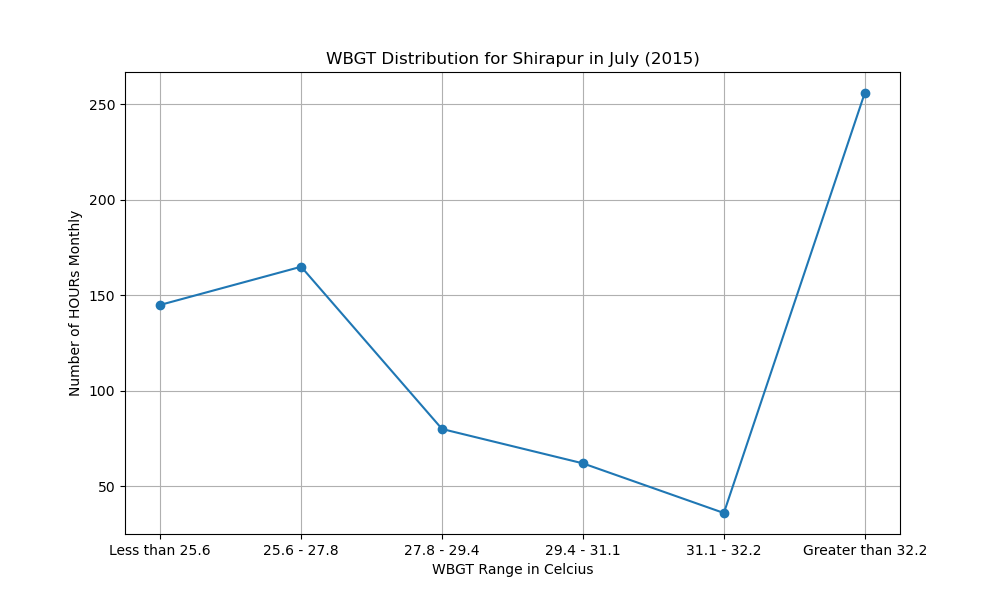 WBGT Distribution for Shirapur in July (2015)
Number of HOURs Monthly
250
200
150
100
50
Less than 25.6
25.6 - 27.8
27.8 - 29.4
29.4 - 31.1
31.1 - 32.2
Greater than 32.2
WBGT Range in Celcius